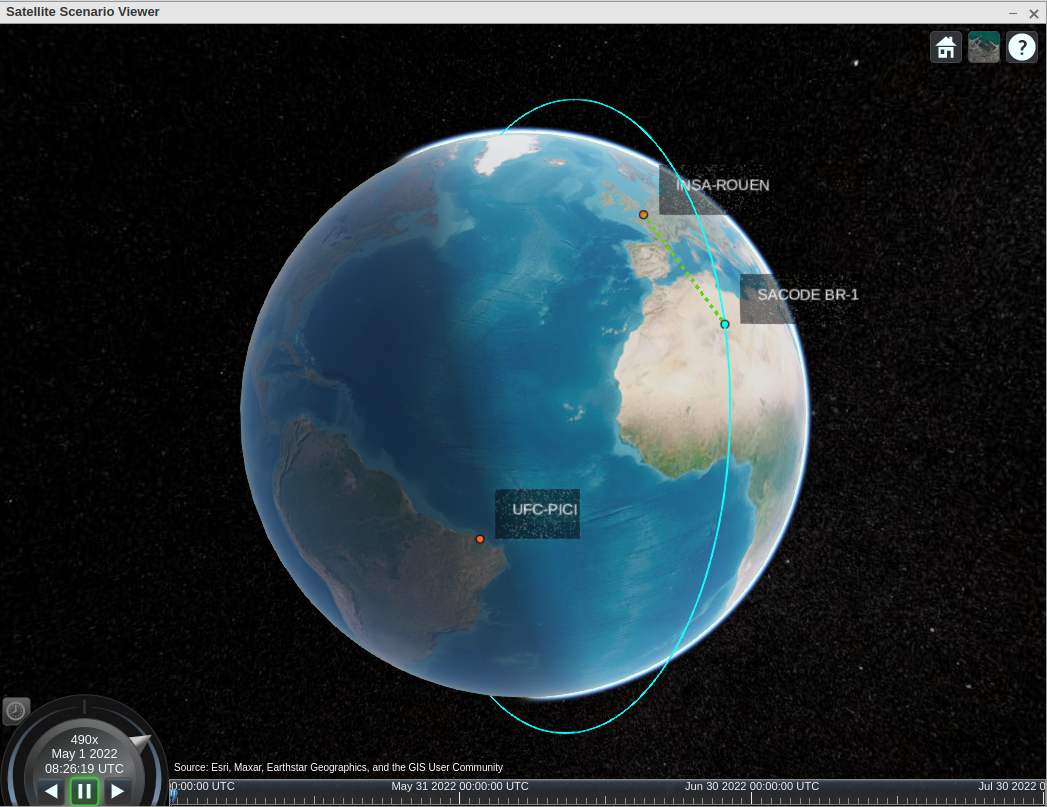 Satellite Scenario Viewer
?
INSA-ROUEN
SACODE BR-1
UFC-PICI
490x
May 1 2022
08:26:19 UTC
Source: Esri, Maxar, Earthstar Geographics, and the GIS User Community
0:00:00 UTC
May 31 2022 00:00:00 UTC
Jun 30 2022 00:00:00 UTC
Jul 30 2022 0